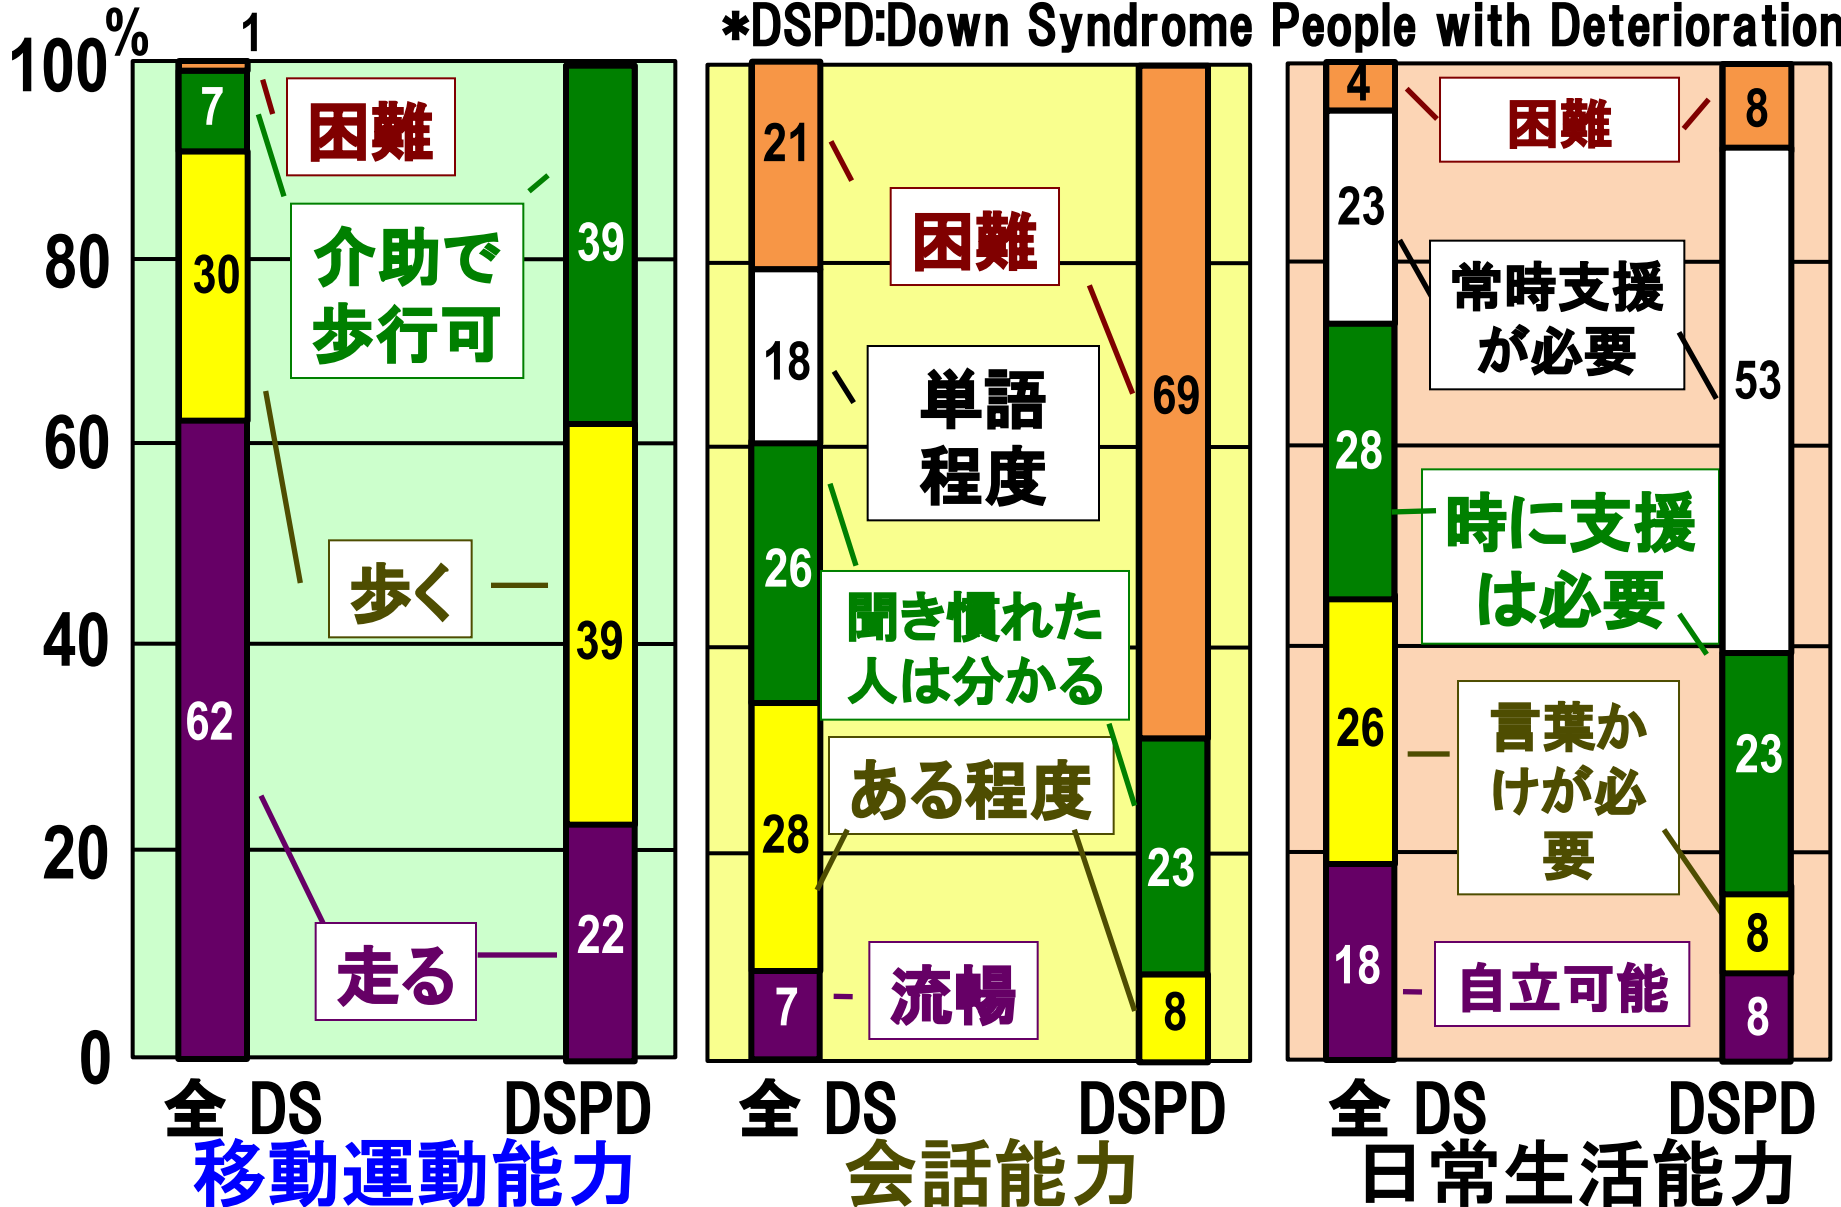 %
1
*DSPD:Down Syndrome People with Deterioration
100
80
60
40
20
0
7
30
62
困難
介助で
歩行可
歩く
走る
39
39
22
全 DS
DSPD
移動運動能力
21
18
26
28
7
困難
単語
程度
聞き慣れた
人は分かる
ある程度
流暢
69
23
8
全 DS
DSPD
会話能力
4
23
28
26
18
困難
常時支援
が必要
時に支援
は必要
言葉か
けが必
要
自立可能
8
53
23
8
8
全 DS
DSPD
日常生活能力